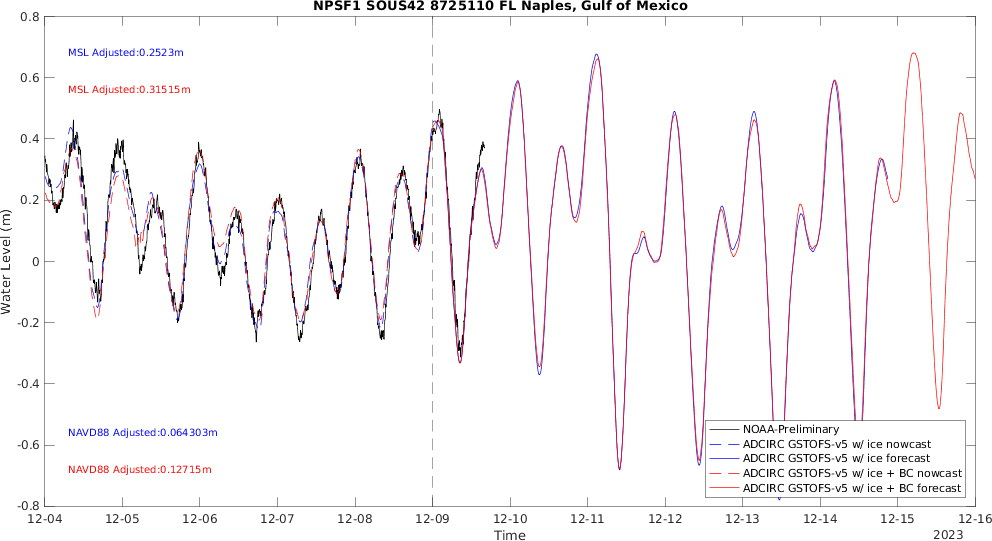 NPSF1 SOUS42 8725110 FL Naples, Gulf of Mexico
0.8
0.6
0.4
0.2
0
-0.2
-0.4
-0.6
-0.8
Water Level (m)
MSL Adjusted:0.2523m
MSL Adjusted:0.31515m
NAVD88 Adjusted:0.064303m
NAVD88 Adjusted:0.12715m
NOAA-Preliminary
ADCIRC GSTOFS-v5 w/ ice nowcast
ADCIRC GSTOFS-v5 w/ ice forecast
ADCIRC GSTOFS-v5 w/ ice + BC nowcast
ADCIRC GSTOFS-v5 w/ ice + BC forecast
12-04 12-05 12-06 12-07 12-08 12-09 12-10 12-11 12-12 12-13 12-14 12-15 12-16
Time
2023